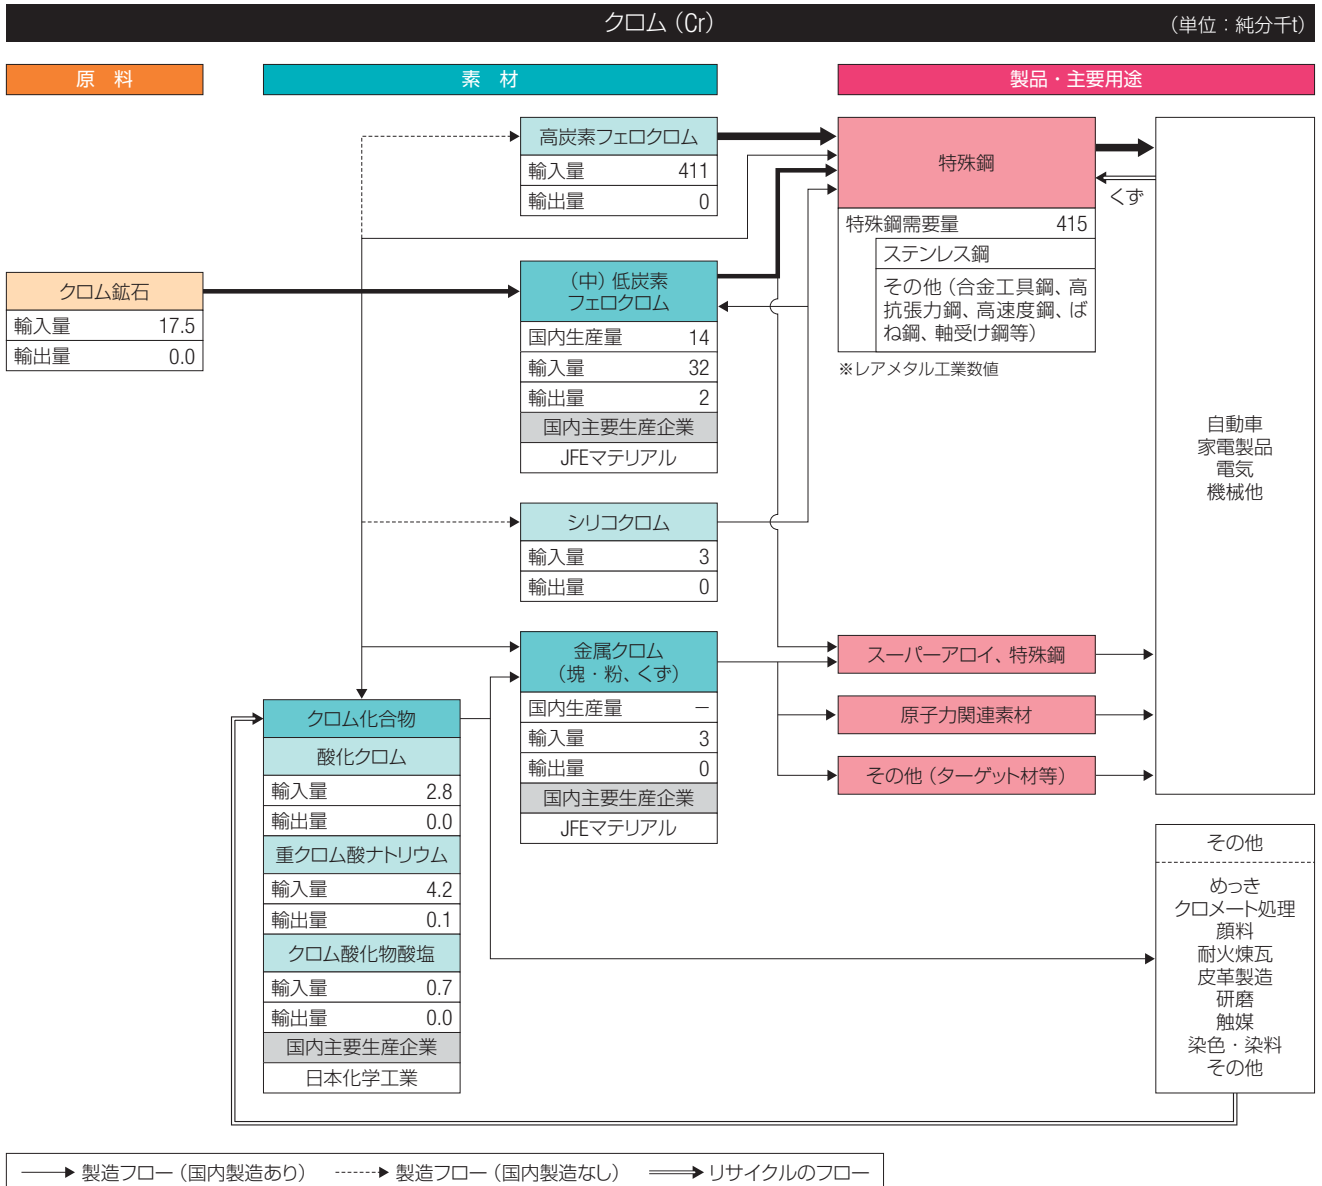 クロム（Cr）
（単位：純分千t）
原　料
素　材
製品・主要用途
クロム鉱石
輸入量 17.5
輸出量 0.0
高炭素フェロクロム
輸入量 411
輸出量 0
（中）低炭素
フェロクロム
国内生産量 14
輸入量 32
輸出量 2
国内主要生産企業
JFEマテリアル
シリコクロム
輸入量 3
輸出量 0
金属クロム
（塊・粉、くず）
国内生産量 －
輸入量 3
輸出量 0
国内主要生産企業
JFEマテリアル
クロム化合物
酸化クロム
輸入量 2.8
輸出量 0.0
重クロム酸ナトリウム
輸入量 4.2
輸出量 0.1
クロム酸化物酸塩
輸入量 0.7
輸出量 0.0
国内主要生産企業
日本化学工業
特殊鋼
特殊鋼需要量 415
ステンレス鋼
その他（合金工具鋼、高
抗張力鋼、高速度鋼、ば
ね鋼、軸受け鋼等）
※レアメタル工業数値
くず
スーパーアロイ、特殊鋼
原子力関連素材
その他（ターゲット材等）
自動車
家電製品
電気
機械他
その他
めっき
クロメート処理
顔料
耐火煉瓦
皮革製造
研磨
触媒
染色・染料
その他
製造フロー（国内製造あり）
製造フロー（国内製造なし）
リサイクルのフロー